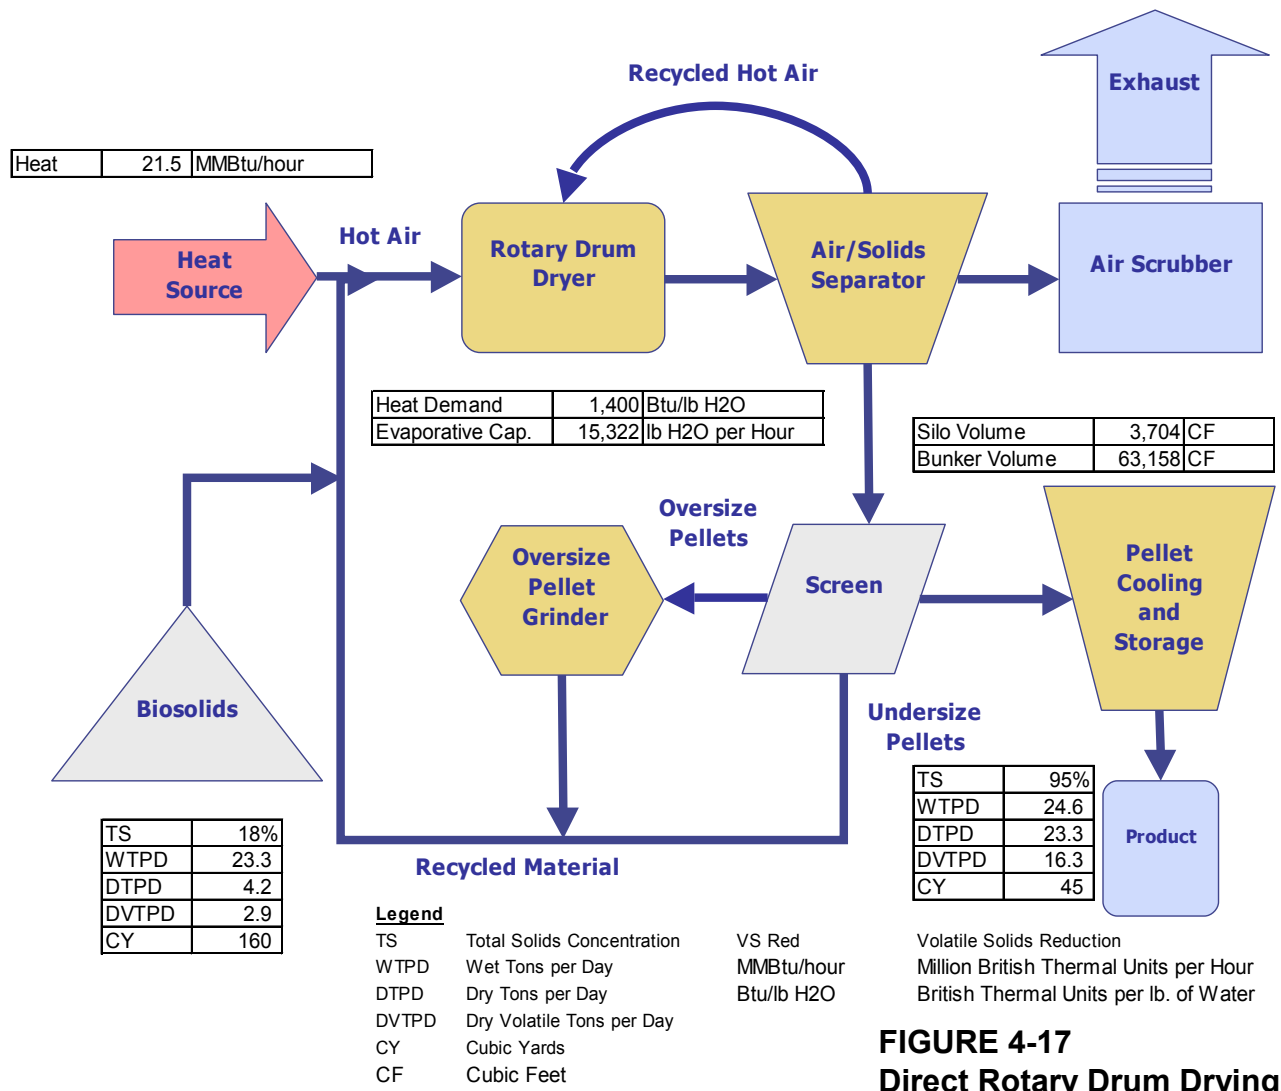 Recycled Hot Air
Exhaust
Heat 21.5 MMBtu/hour
Hot Air
Heat
Source
Rotary Drum
Dryer
Air/Solids
Separator
Air Scrubber
Heat Demand 1,400 Btu/lb H2O
Evaporative Cap. 15,322 lb H2O per Hour
Silo Volume 3,704 CF
Bunker Volume 63,158 CF
Oversize
Pellets
Oversize
Pellet
Grinder
Screen
Pellet
Cooling
and
Storage
Biosolids
Undersize
Pellets
TS 18%
WTPD 23.3
DTPD 4.2
DVTPD 2.9
CY 160
TS 95%
WTPD 24.6
DTPD 23.3
DVTPD 16.3
CY 45
Product
Recycled Material
Legend
TS Total Solids Concentration VS Red Volatile Solids Reduction
WTPD Wet Tons per Day MMBtu/hour Million British Thermal Units per Hour
DTPD Dry Tons per Day Btu/lb H2O British Thermal Units per lb. of Water
DVTPD Dry Volatile Tons per Day
CY Cubic Yards
CF Cubic Feet
FIGURE 4-17
Direct Rotary Drum Drying